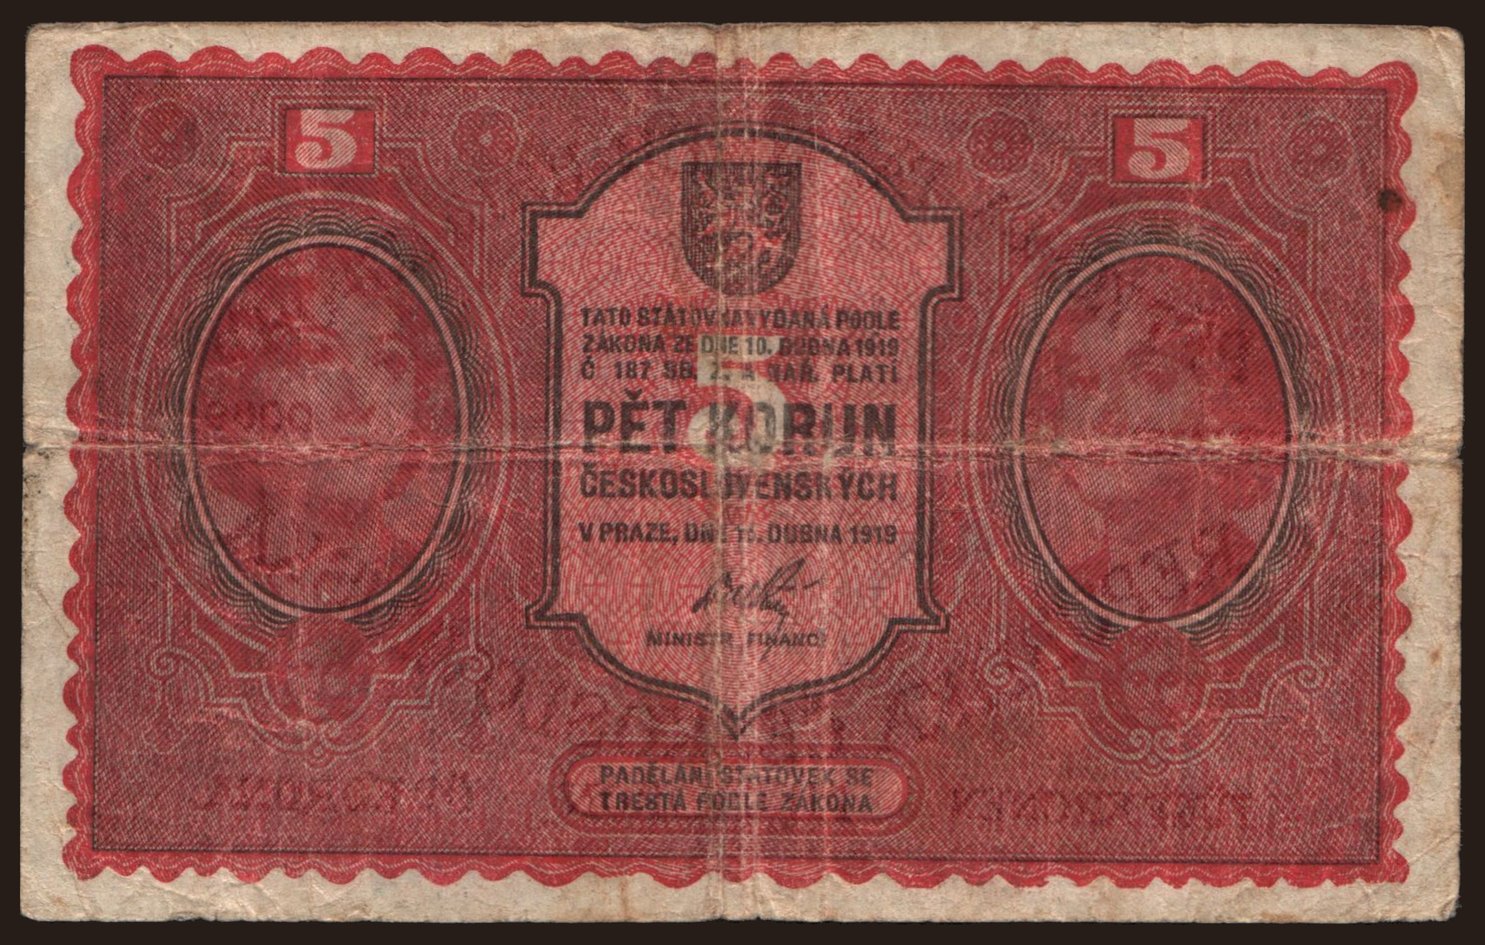 5 5
TATO STÁTOVKA VYDANÁ PODLE
ZÁKONA ZE DNE 10. DUBNA 1919
Č 187 SB. Z. A NAŘ. PLATÍ
5
PĚT KORUN
ČESKOSLOVENSKÝCH
V PRAZE, DNE 15. DUBNA 1919
MINISTR FINANCÍ
PADĚLÁNÍ STÁTOVEK SE
TRESTÁ PODLE ZÁKONA